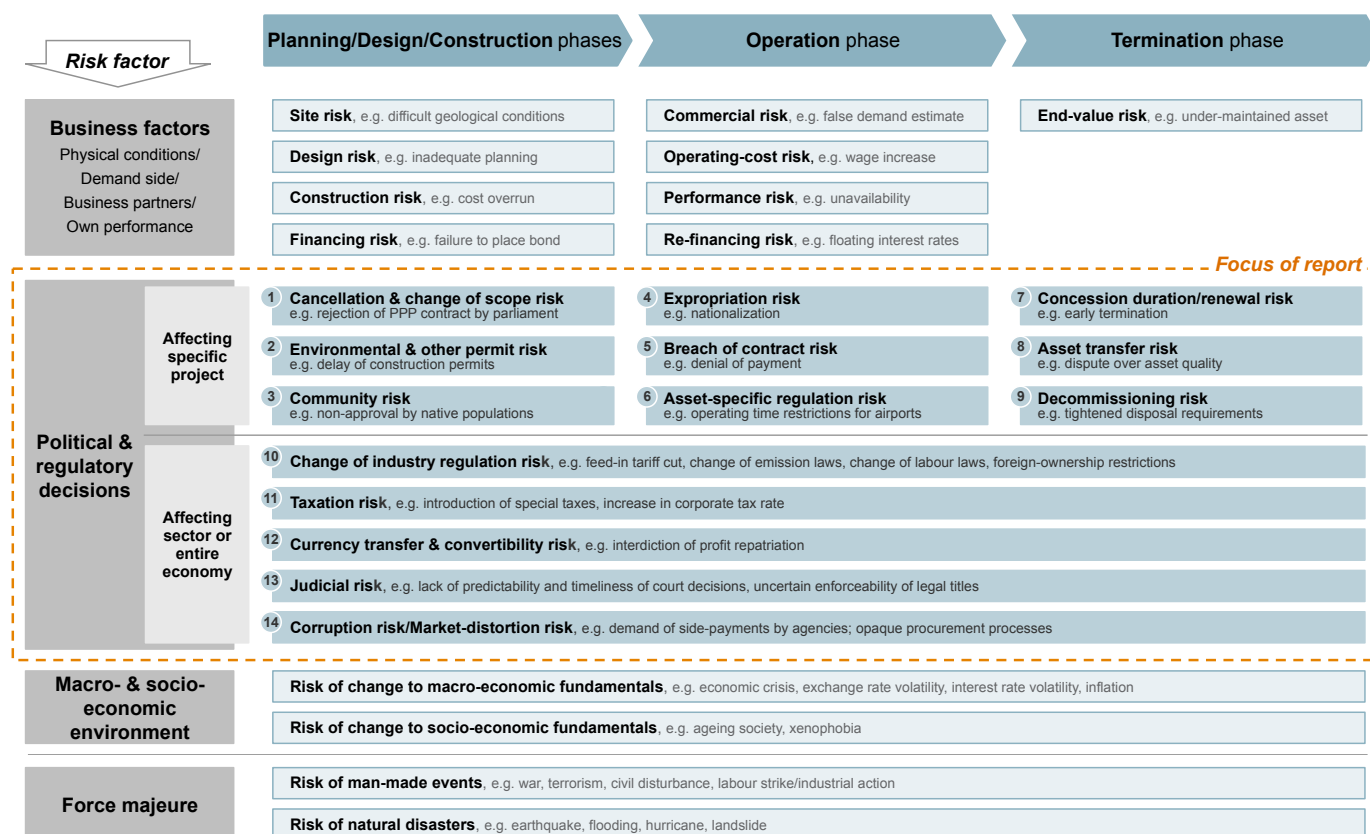 Risk factor
Planning/Design/Construction phases
Operation phase
Termination phase
Business factors
Physical conditions/
Demand side/
Business partners/
Own performance
Site risk, e.g. difficult geological conditions
Commercial risk, e.g. false demand estimate
End-value risk, e.g. under-maintained asset
Design risk, e.g. inadequate planning
Operating-cost risk, e.g. wage increase
Construction risk, e.g. cost overrun
Performance risk, e.g. unavailability
Financing risk, e.g. failure to place bond
Re-financing risk, e.g. floating interest rates
Focus of report
Political &
regulatory
decisions
Affecting
specific
project
1 Cancellation & change of scope risk
e.g. rejection of PPP contract by parliament
4 Expropriation risk
e.g. nationalization
7 Concession duration/renewal risk
e.g. early termination
2 Environmental & other permit risk
e.g. delay of construction permits
5 Breach of contract risk
e.g. denial of payment
8 Asset transfer risk
e.g. dispute over asset quality
3 Community risk
e.g. non-approval by native populations
6 Asset-specific regulation risk
e.g. operating time restrictions for airports
9 Decommissioning risk
e.g. tightened disposal requirements
Affecting
sector or
entire
economy
10 Change of industry regulation risk, e.g. feed-in tariff cut, change of emission laws, change of labour laws, foreign-ownership restrictions
11 Taxation risk, e.g. introduction of special taxes, increase in corporate tax rate
12 Currency transfer & convertibility risk, e.g. interdiction of profit repatriation
13 Judicial risk, e.g. lack of predictability and timeliness of court decisions, uncertain enforceability of legal titles
14 Corruption risk/Market-distortion risk, e.g. demand of side-payments by agencies; opaque procurement processes
Macro- & socio-
economic
environment
Risk of change to macro-economic fundamentals, e.g. economic crisis, exchange rate volatility, interest rate volatility, inflation
Risk of change to socio-economic fundamentals, e.g. ageing society, xenophobia
Force majeure
Risk of man-made events, e.g. war, terrorism, civil disturbance, labour strike/industrial action
Risk of natural disasters, e.g. earthquake, flooding, hurricane, landslide